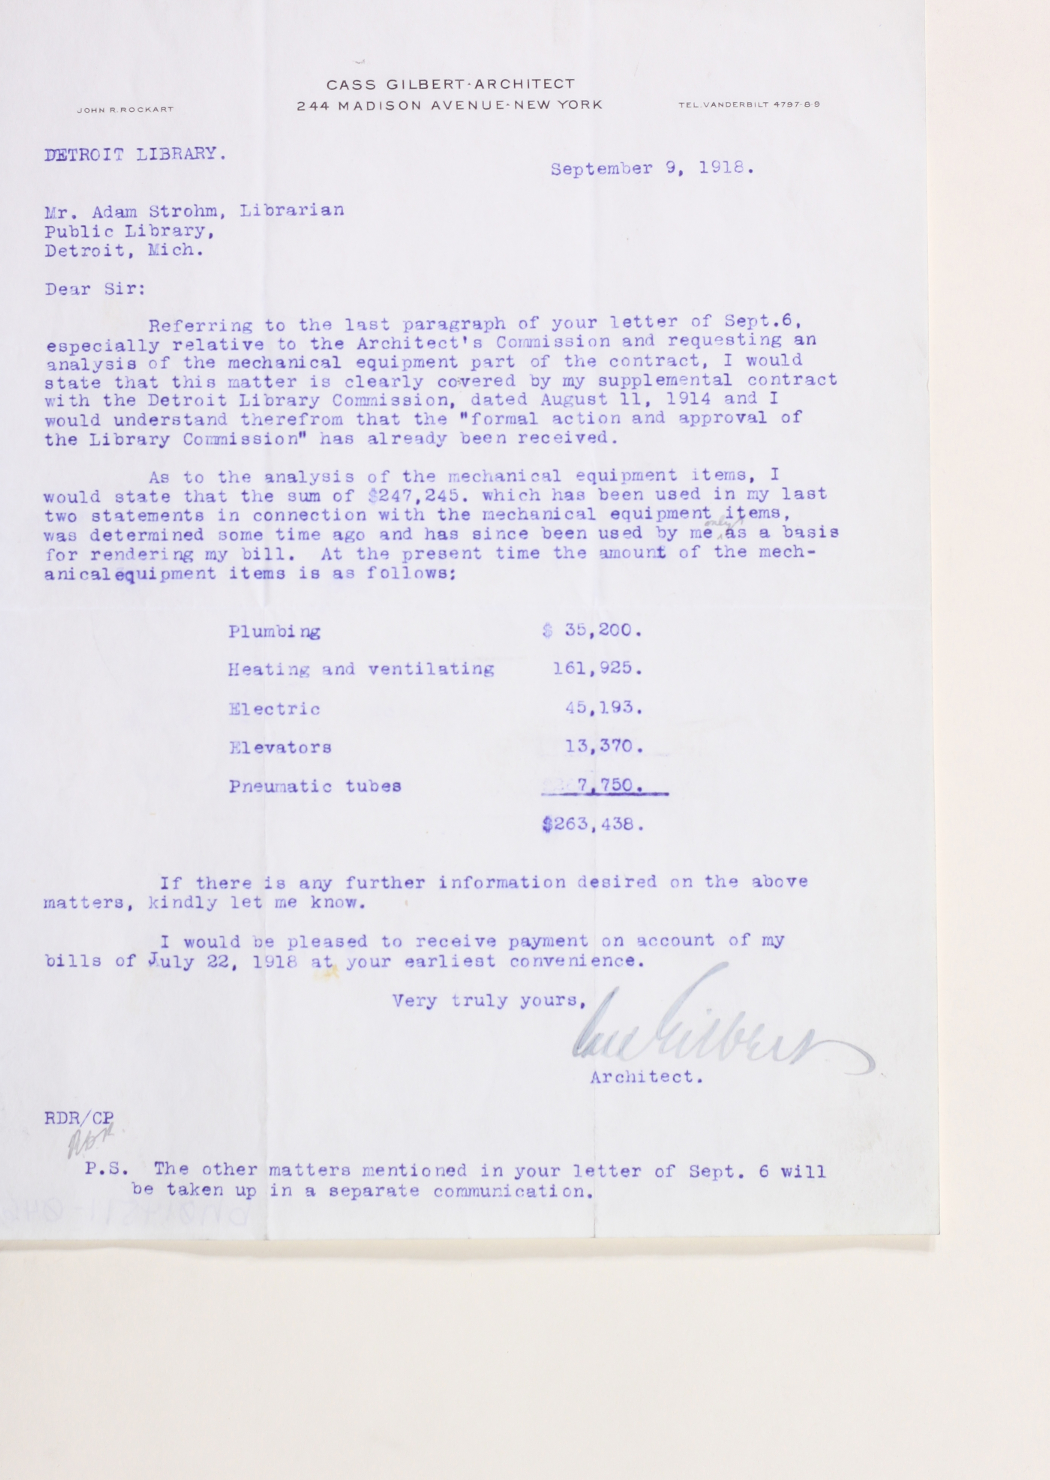 CASS GILBERT·ARCHITECT
JOHN R. ROCKART 244 MADISON AVENUE·NEW YORK TEL. VANDERBILT 4797-8-9
DETROIT LIBRARY.
September 9, 1918.
Mr. Adam Strohm, Librarian
Public Library,
Detroit, Mich.
Dear Sir:
Referring to the last paragraph of your letter of Sept.6,
especially relative to the Architect's Commission and requesting an
analysis of the mechanical equipment part of the contract, I would
state that this matter is clearly covered by my supplemental contract
with the Detroit Library Commission, dated August 11, 1914 and I
would understand therefrom that the "formal action and approval of
the Library Commission" has already been received.
As to the analysis of the mechanical equipment items, I
would state that the sum of $247,245. which has been used in my last
two statements in connection with the mechanical equipment items,
was determined some time ago and has since been used by me only as a basis
for rendering my bill. At the present time the amount of the mech-
anical equipment items is as follows:
Plumbing $ 35,200.
Heating and ventilating 161,925.
Electric 45,193.
Elevators 13,370.
Pneumatic tubes 7,750.
$263,438.
If there is any further information desired on the above
matters, kindly let me know.
I would be pleased to receive payment on account of my
bills of July 22, 1918 at your earliest convenience.
Very truly yours,
Cass Gilbert
Architect.
RDR/CP
RDR
P.S. The other matters mentioned in your letter of Sept. 6 will
be taken up in a separate communication.